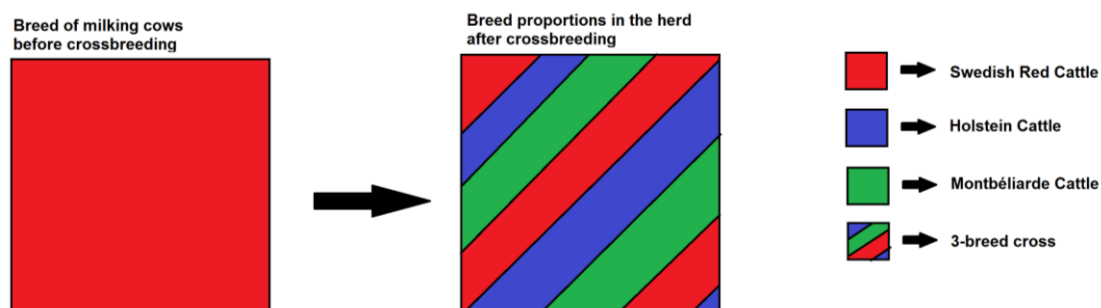 Breed of milking cows
before crossbreeding
Breed proportions in the herd
after crossbreeding
Swedish Red Cattle
Holstein Cattle
Montbéliarde Cattle
3-breed cross